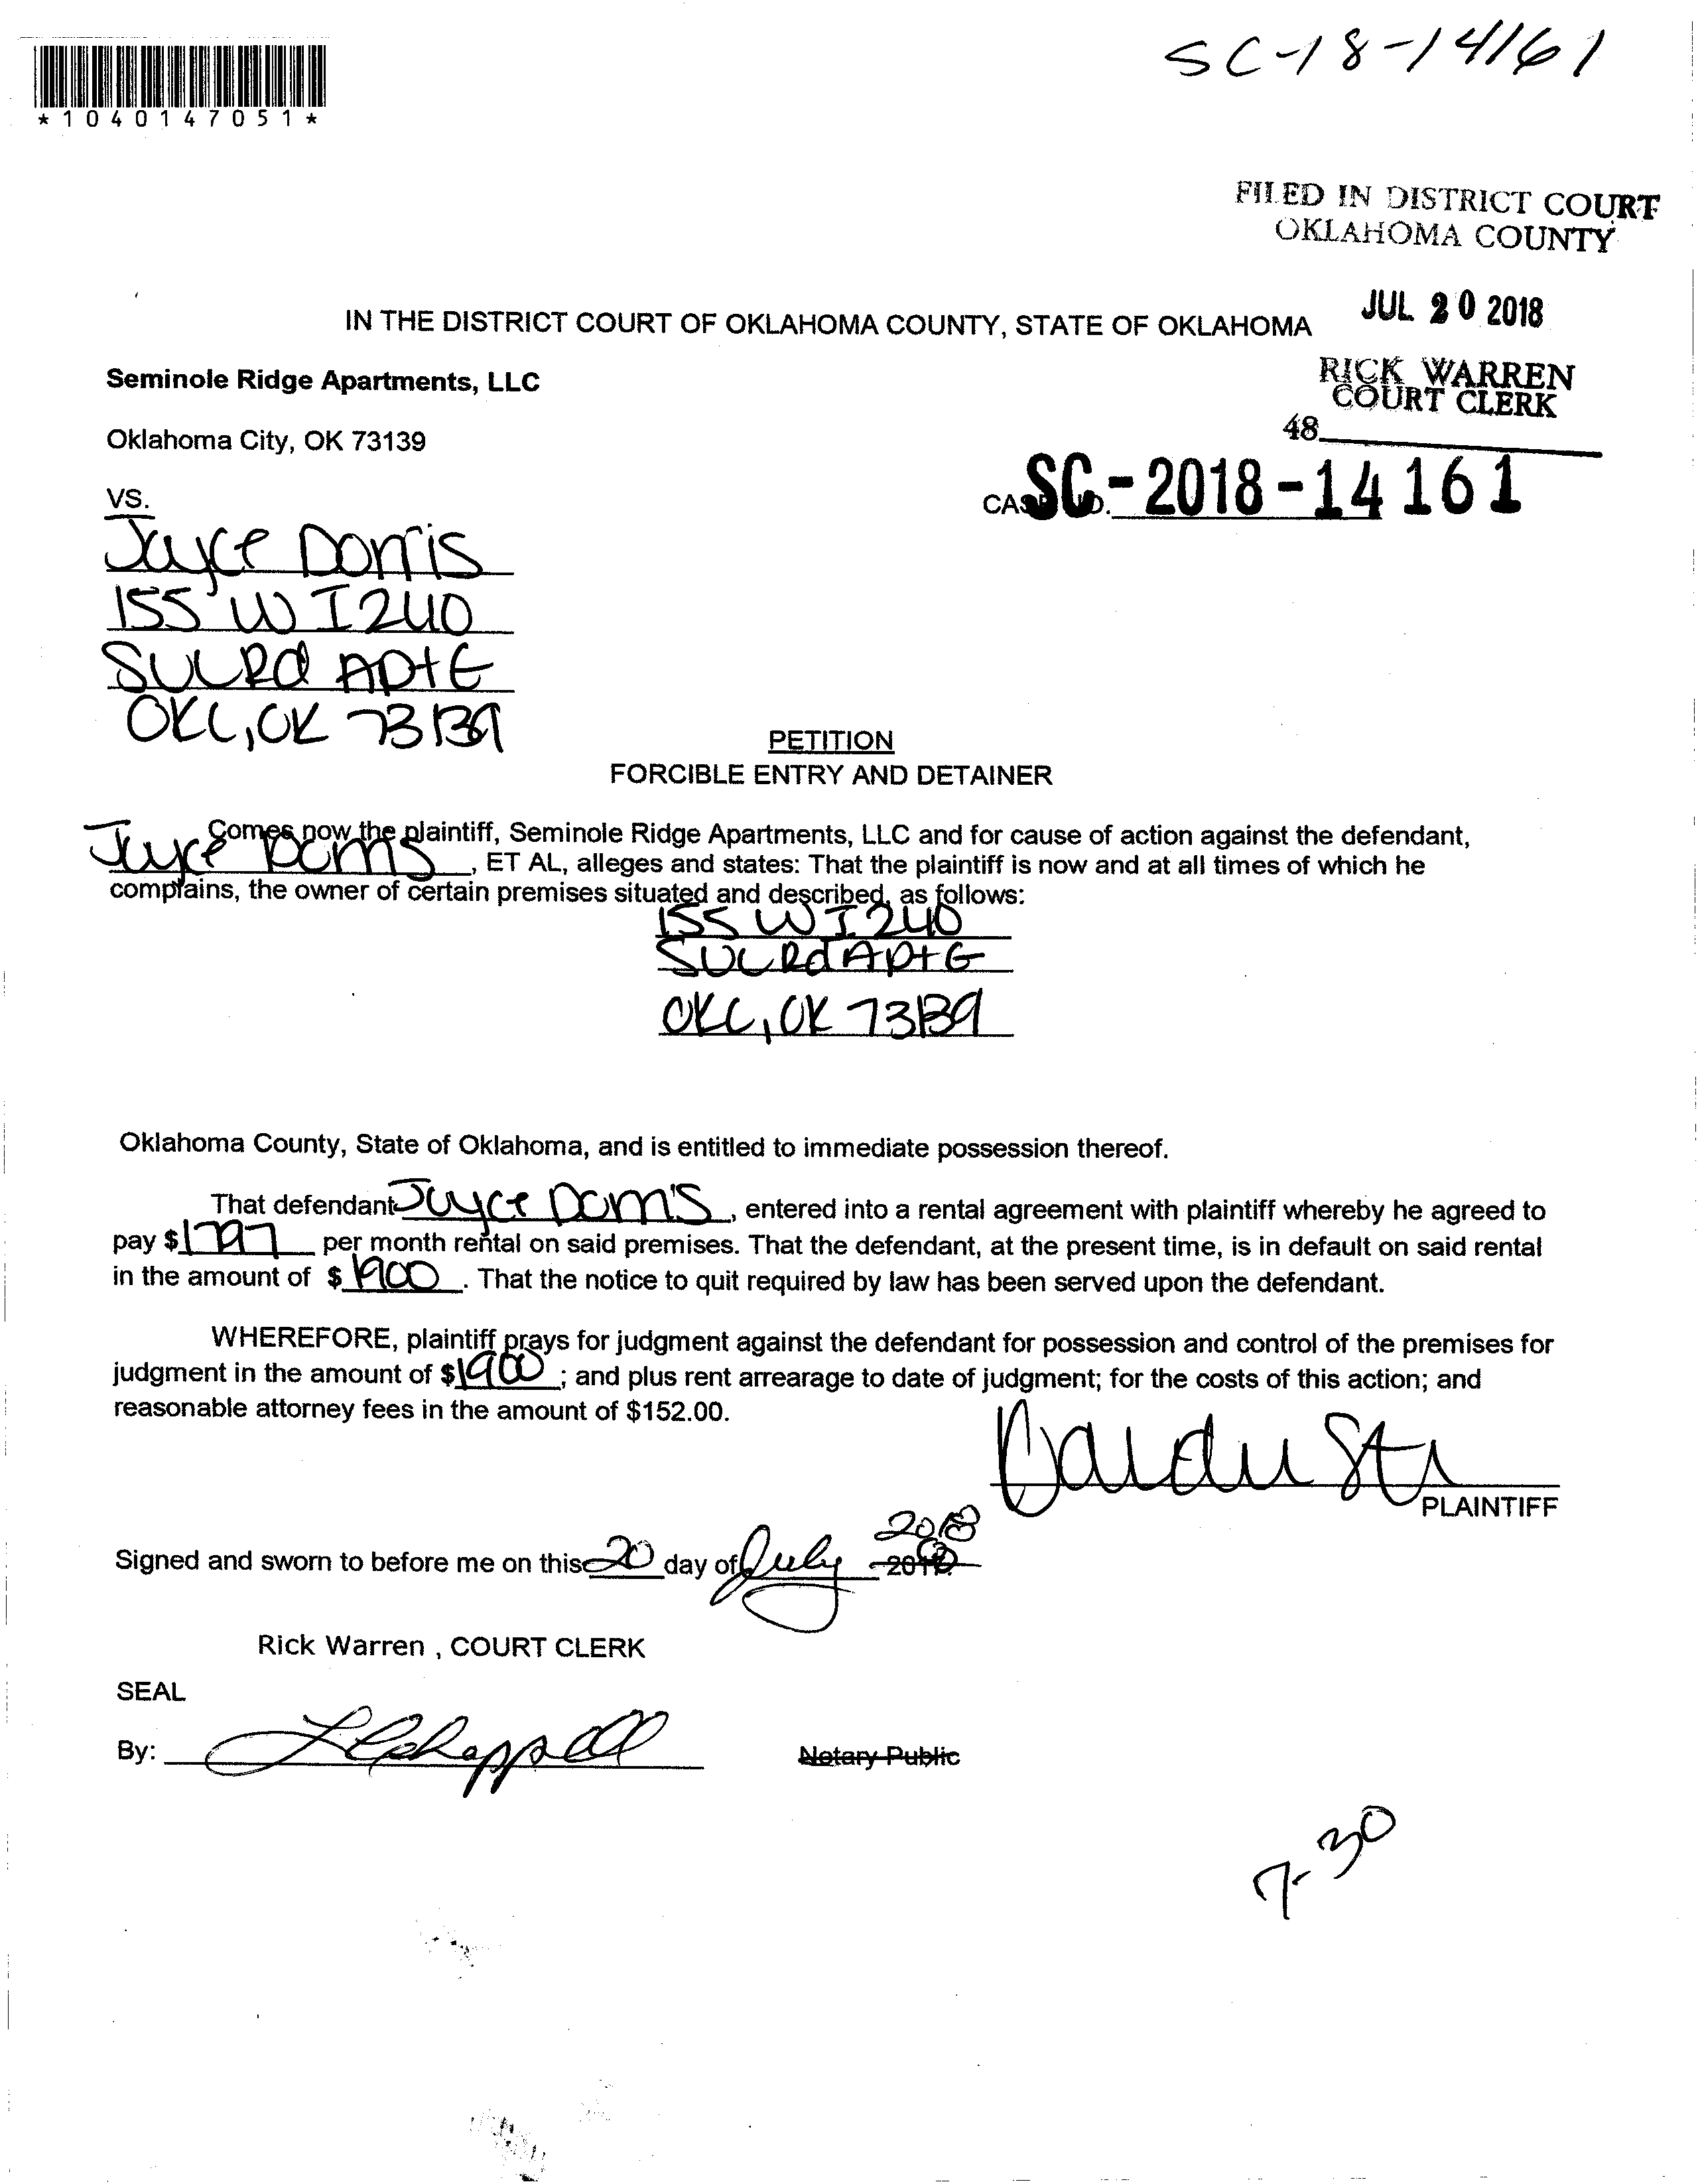 SC-18-14161
*1040147051*
FILED IN DISTRICT COURT
OKLAHOMA COUNTY
JUL 20 2018
IN THE DISTRICT COURT OF OKLAHOMA COUNTY, STATE OF OKLAHOMA
RICK WARREN
COURT CLERK
Seminole Ridge Apartments, LLC
48
Oklahoma City, OK 73139
SC-2018-14161
VS.
Joyce Dorris
155 W I240
Apt
OKC, OK 73139
PETITION
FORCIBLE ENTRY AND DETAINER
Comes now the plaintiff, Seminole Ridge Apartments, LLC and for cause of action against the defendant,
Joyce Dorris, ET AL, alleges and states: That the plaintiff is now and at all times of which he
complains, the owner of certain premises situated and described, as follows:
155 W I240
Apt G
OKC, OK 73139
Oklahoma County, State of Oklahoma, and is entitled to immediate possession thereof.
That defendant Joyce Dorris, entered into a rental agreement with plaintiff whereby he agreed to
pay $1797 per month rental on said premises. That the defendant, at the present time, is in default on said rental
in the amount of $1900. That the notice to quit required by law has been served upon the defendant.
WHEREFORE, plaintiff prays for judgment against the defendant for possession and control of the premises for
judgment in the amount of $1900; and plus rent arrearage to date of judgment; for the costs of this action; and
reasonable attorney fees in the amount of $152.00.
PLAINTIFF
Signed and sworn to before me on this 20 day of July 2018
Rick Warren , COURT CLERK
SEAL
By:
Notary Public
7-30